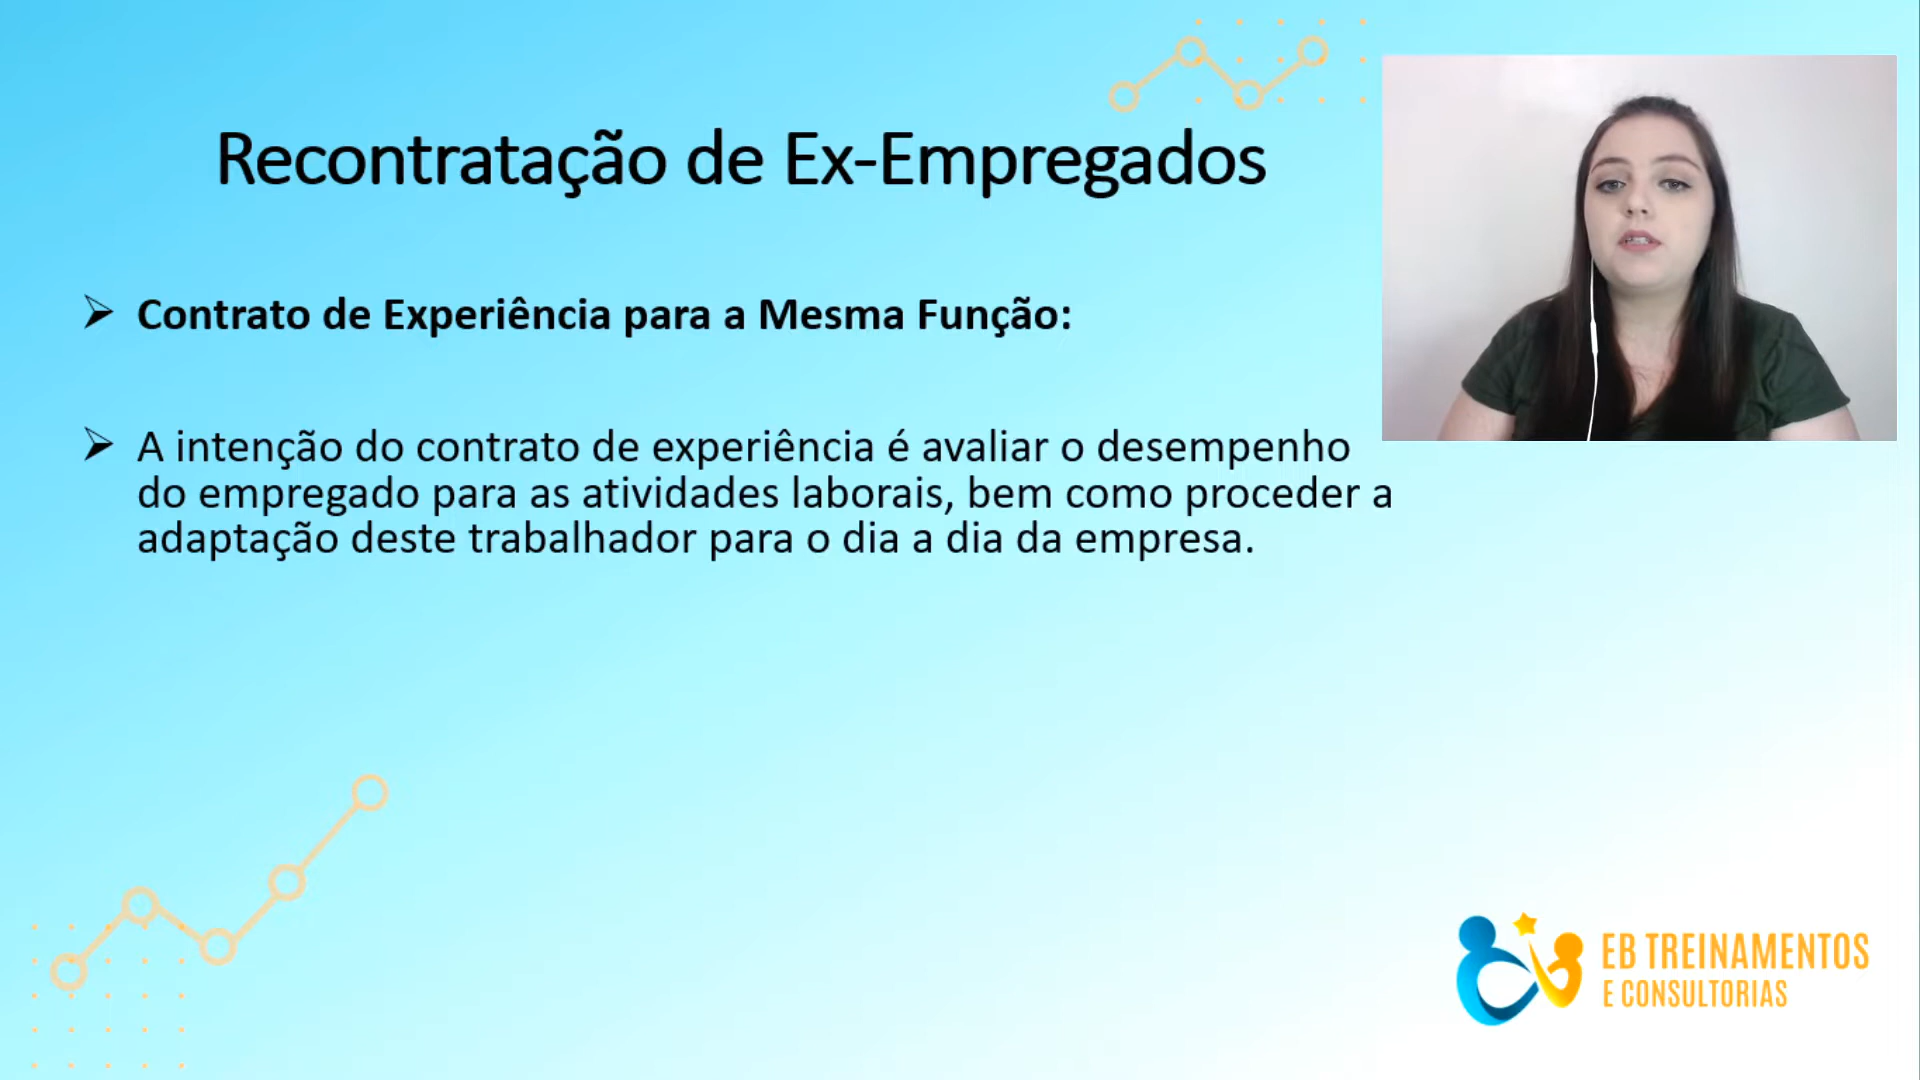 Recontratação de Ex-Empregados
Contrato de Experiência para a Mesma Função:
A intenção do contrato de experiência é avaliar o desempenho
do empregado para as atividades laborais, bem como proceder a
adaptação deste trabalhador para o dia a dia da empresa.
EB TREINAMENTOS
E CONSULTORIAS